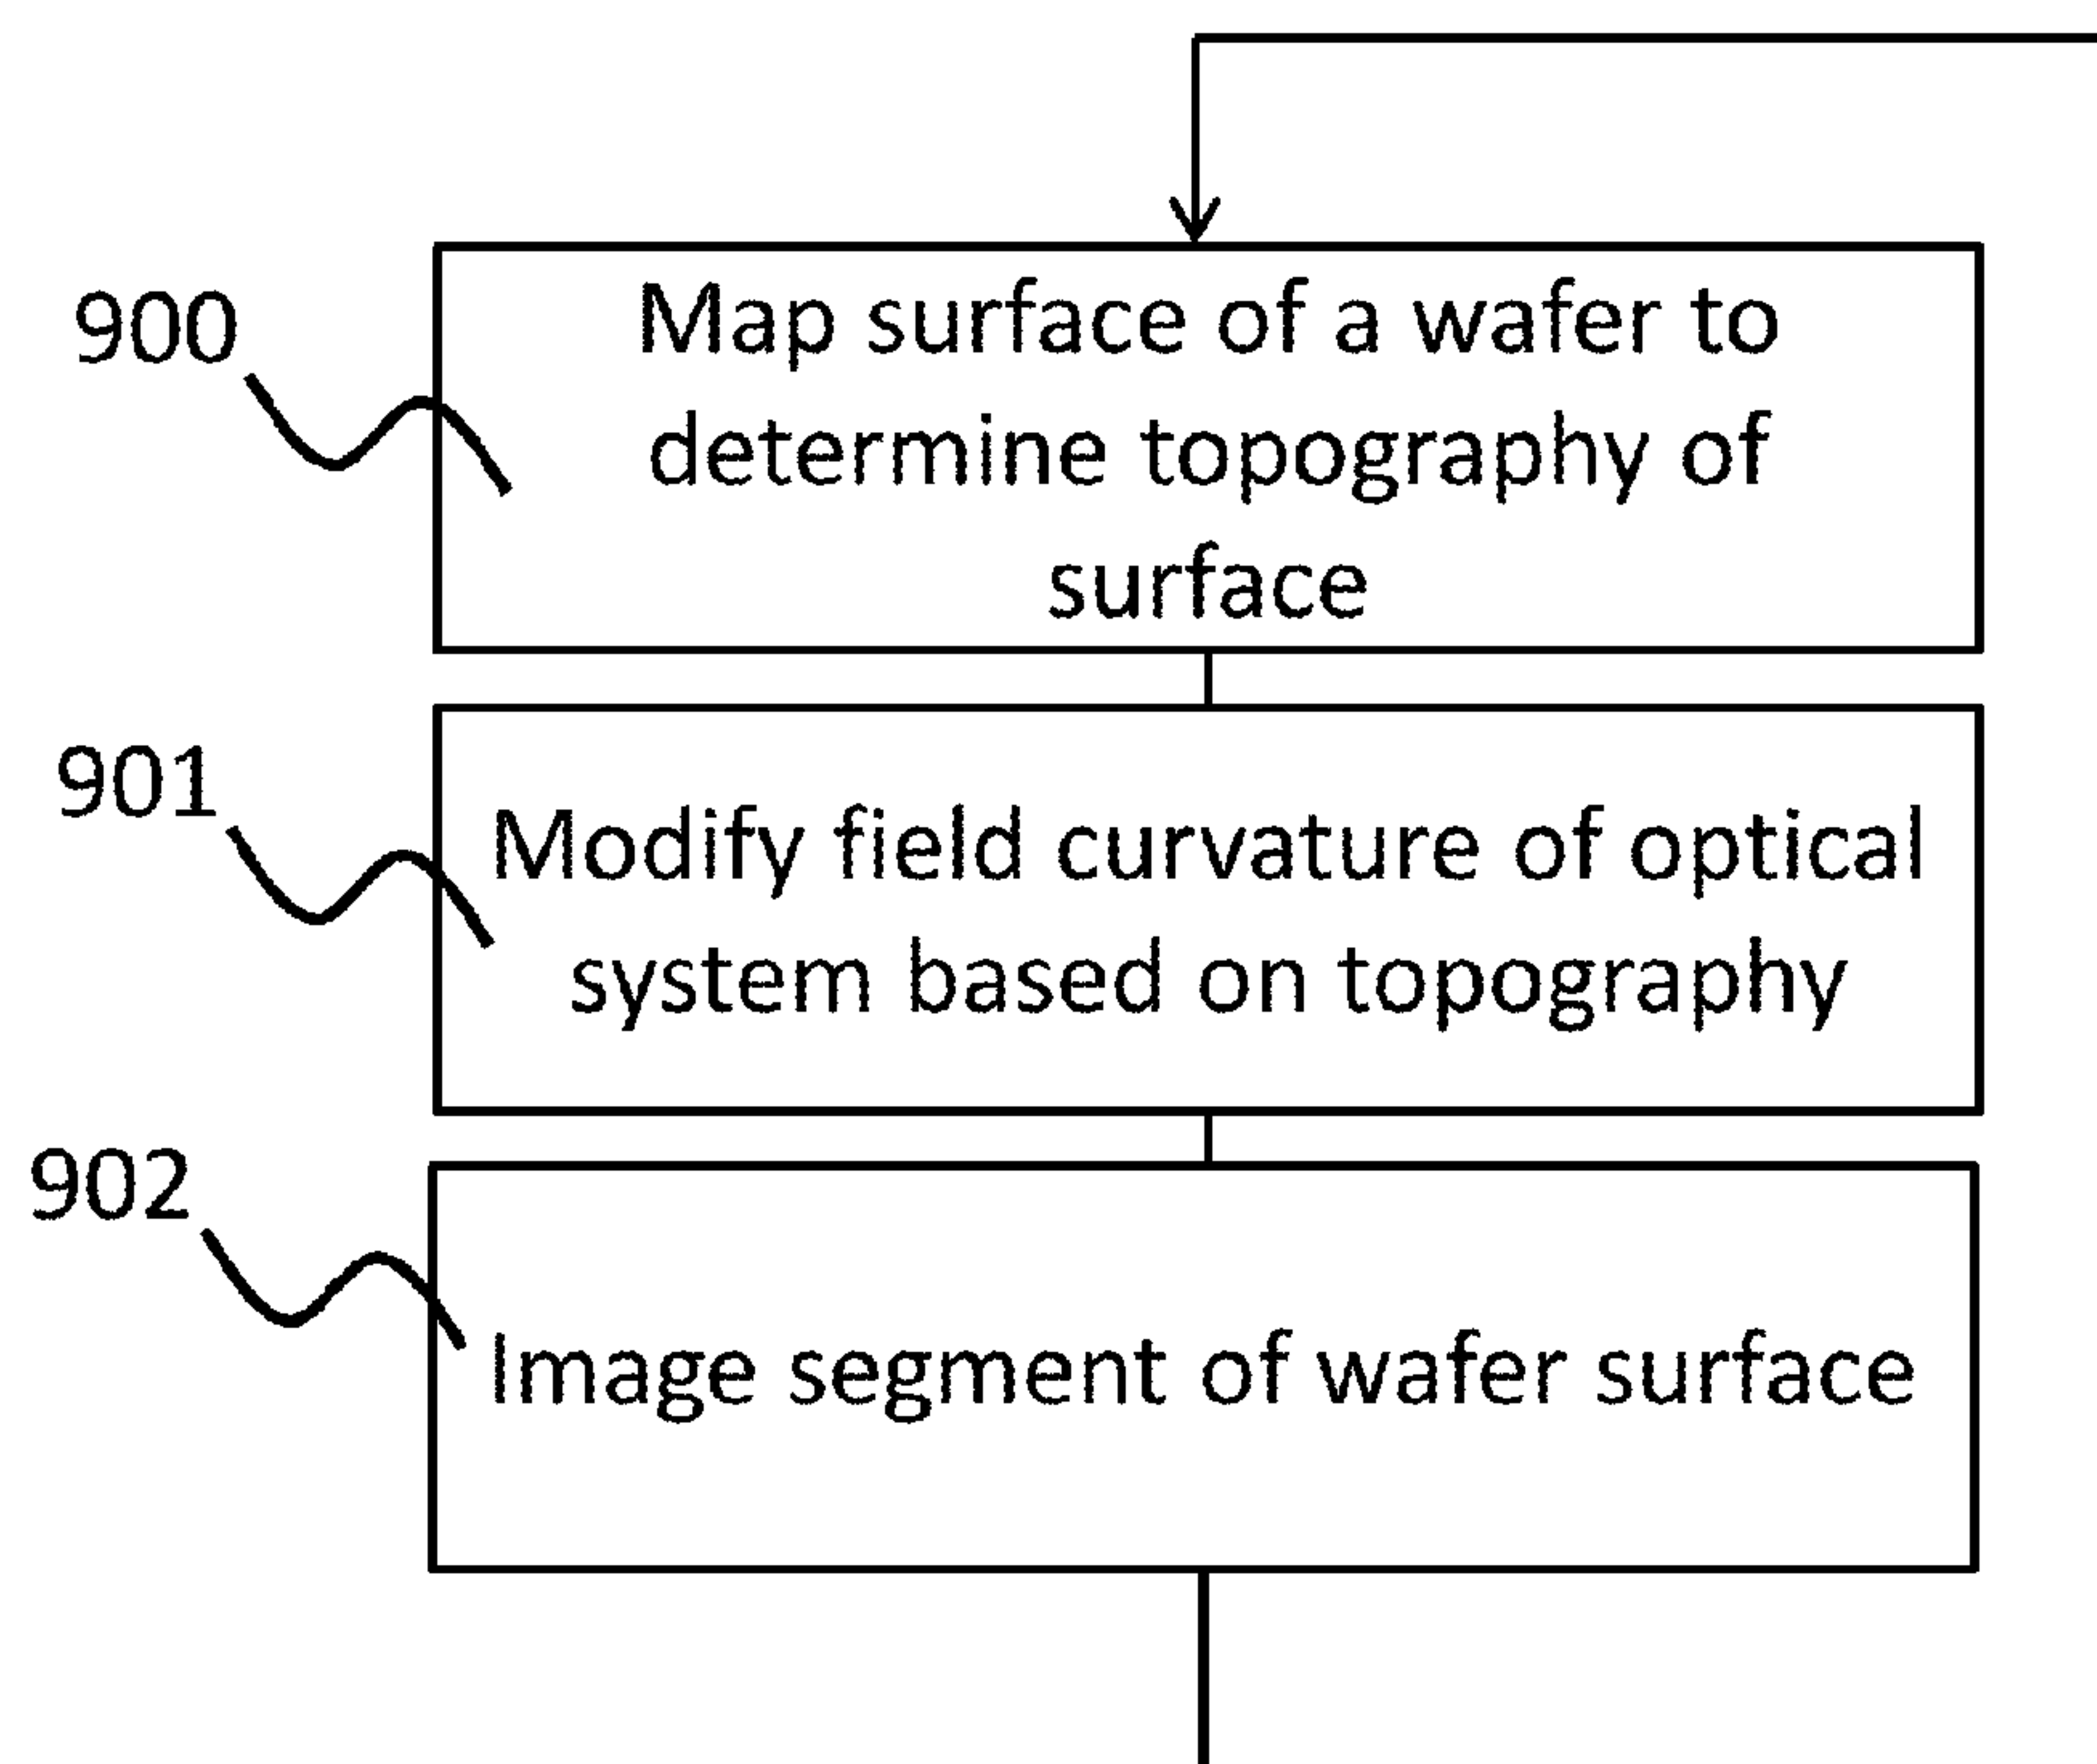 900
Map surface of a wafer to
determine topography of
surface
901
Modify field curvature of optical
system based on topography
902
Image segment of wafer surface